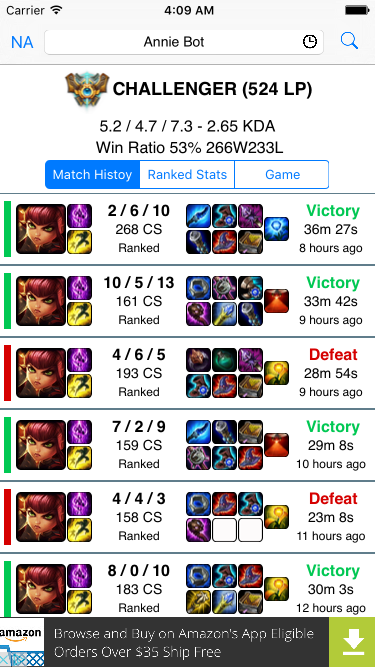 Carrier 4:09 AM
NA Annie Bot
CHALLENGER (524 LP)
5.2 / 4.7 / 7.3 - 2.65 KDA
Win Ratio 53% 266W233L
Match Histoy Ranked Stats Game
2 / 6 / 10 Victory
268 CS 36m 27s
Ranked 8 hours ago
10 / 5 / 13 Victory
161 CS 33m 42s
Ranked 9 hours ago
4 / 6 / 5 Defeat
193 CS 28m 54s
Ranked 9 hours ago
7 / 2 / 9 Victory
159 CS 29m 8s
Ranked 10 hours ago
4 / 4 / 3 Defeat
158 CS 23m 8s
Ranked 11 hours ago
8 / 0 / 10 Victory
183 CS 30m 3s
Ranked 12 hours ago
amazon Browse and Buy on Amazon's App Eligible
Orders Over $35 Ship Free